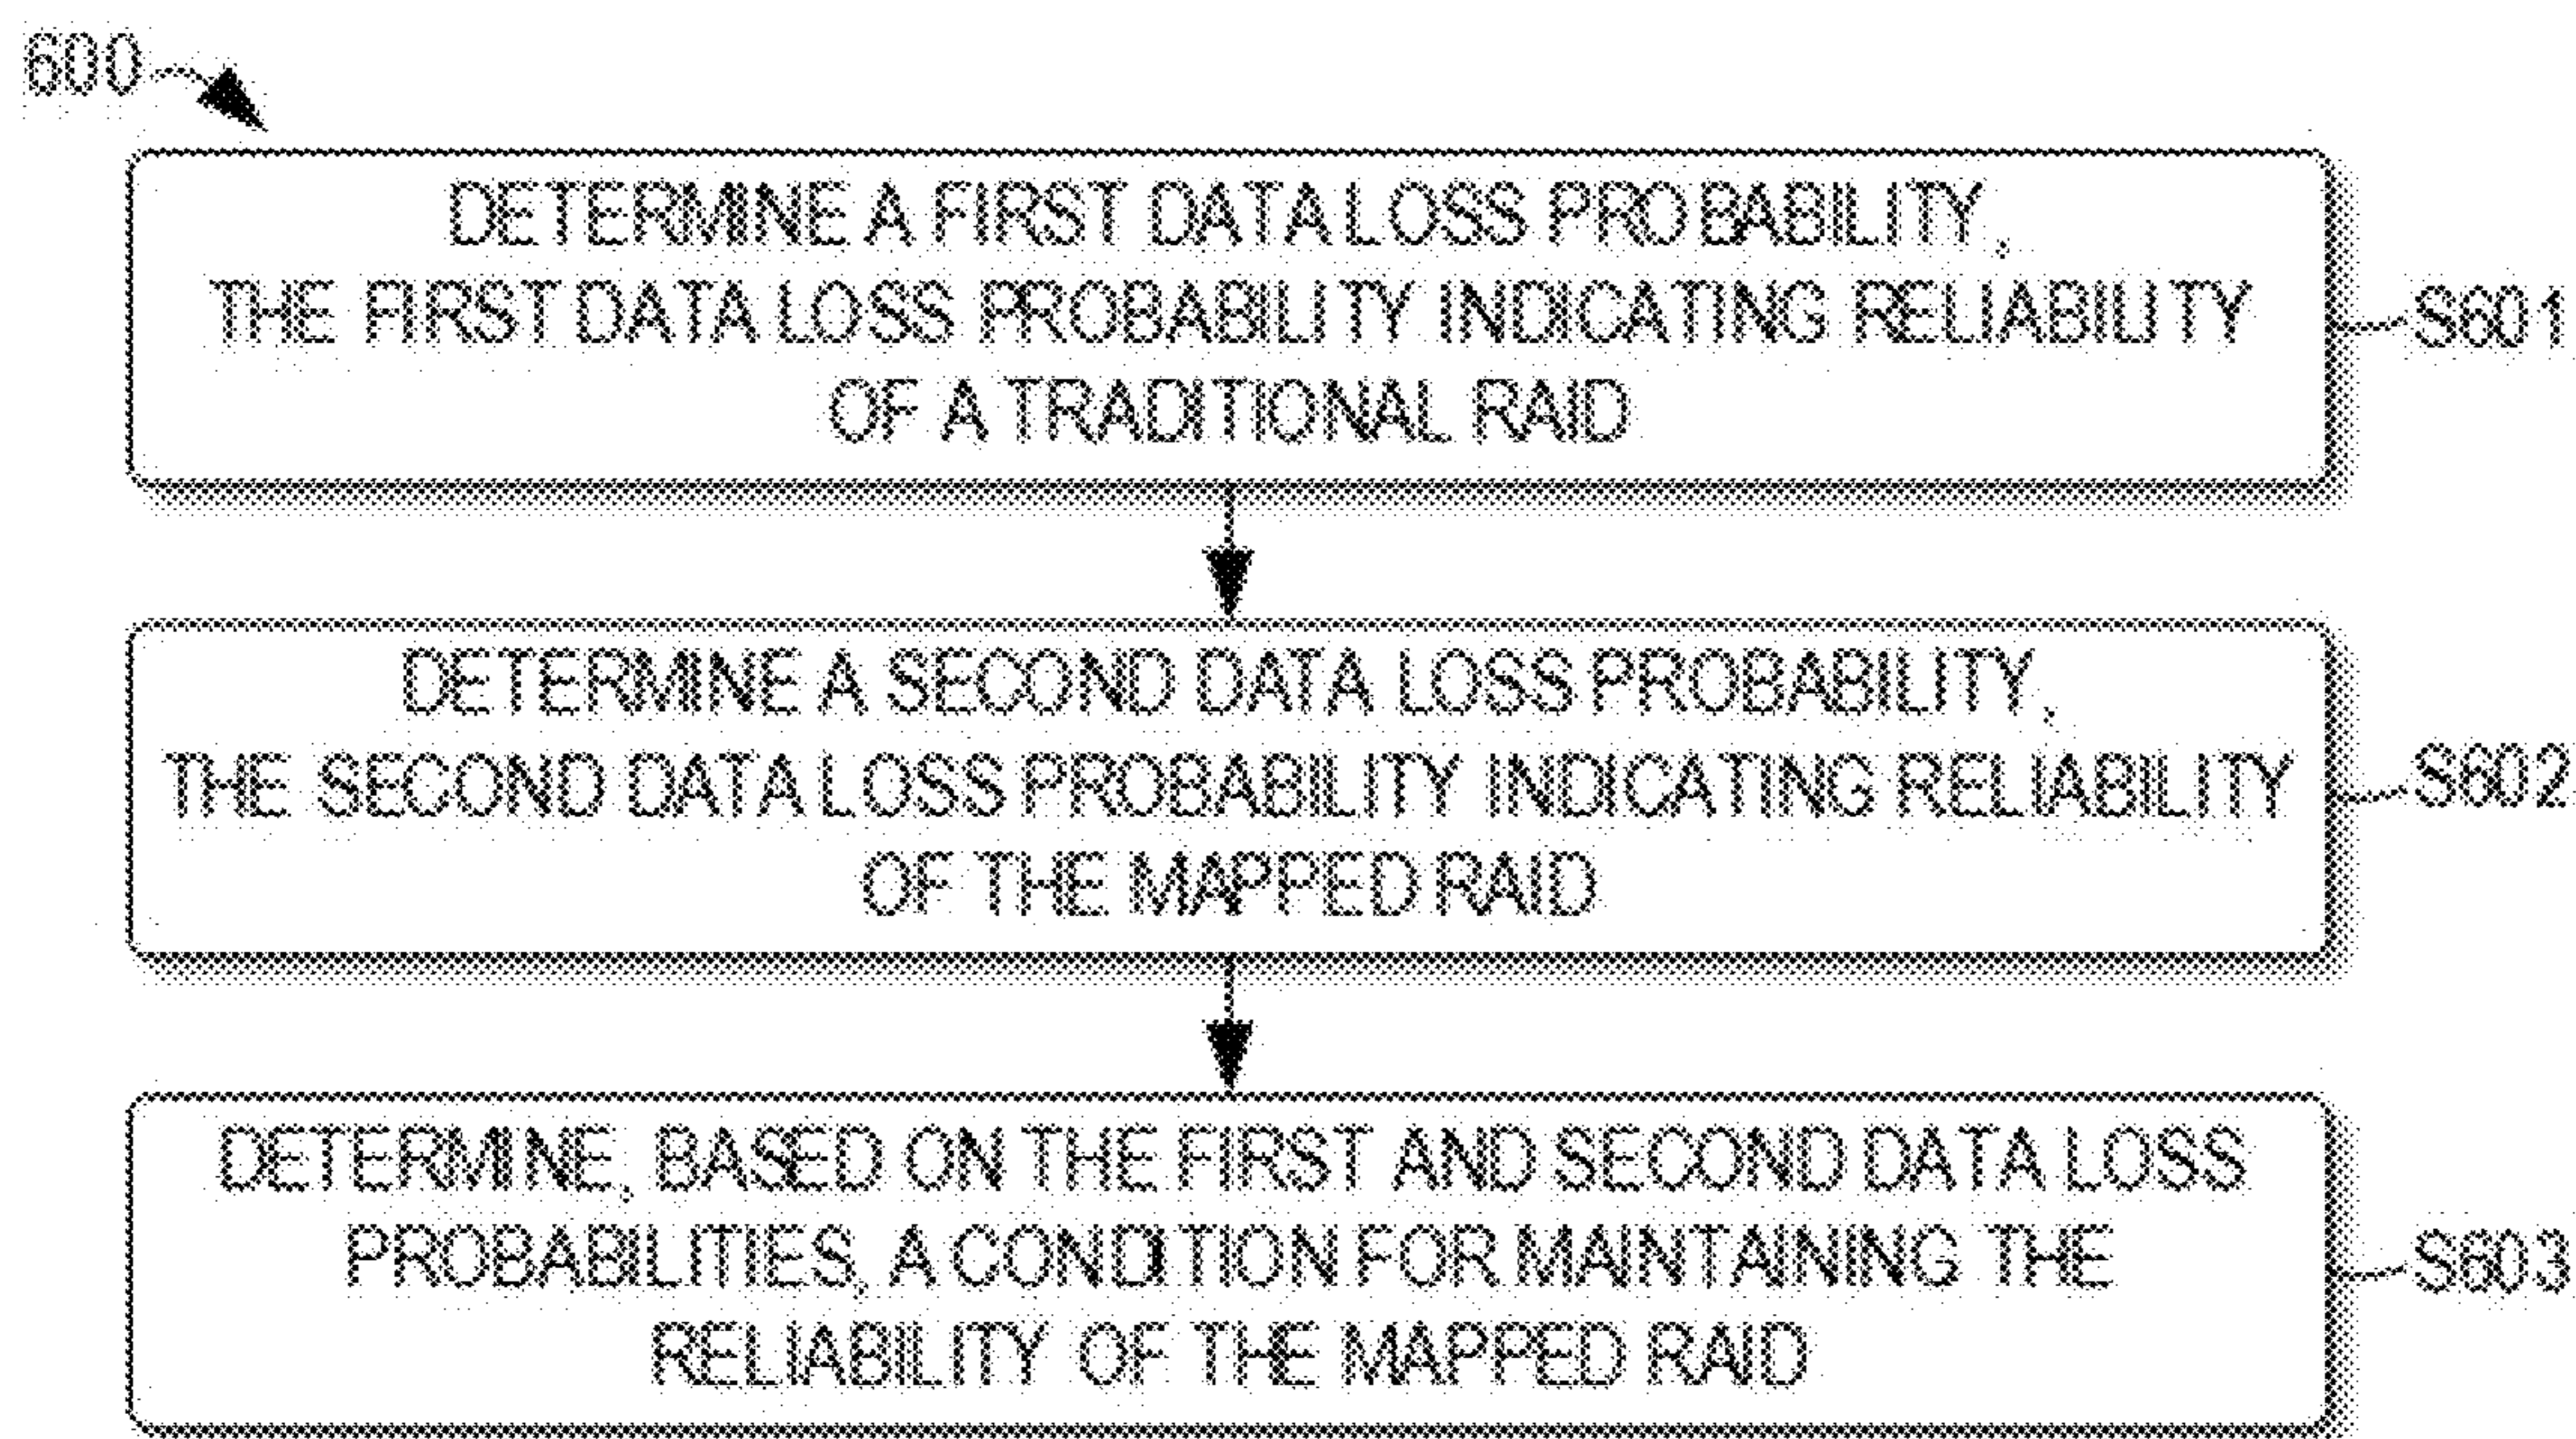 600
DETERMINE A FIRST DATA LOSS PROBABILITY,
THE FIRST DATA LOSS PROBABILITY INDICATING RELIABILITY
OF A TRADITIONAL RAID
S601
DETERMINE A SECOND DATA LOSS PROBABILITY,
THE SECOND DATA LOSS PROBABILITY INDICATING RELIABILITY
OF THE MAPPED RAID
S602
DETERMINE, BASED ON THE FIRST AND SECOND DATA LOSS
PROBABILITIES, A CONDITION FOR MAINTAINING THE
RELIABILITY OF THE MAPPED RAID
S603